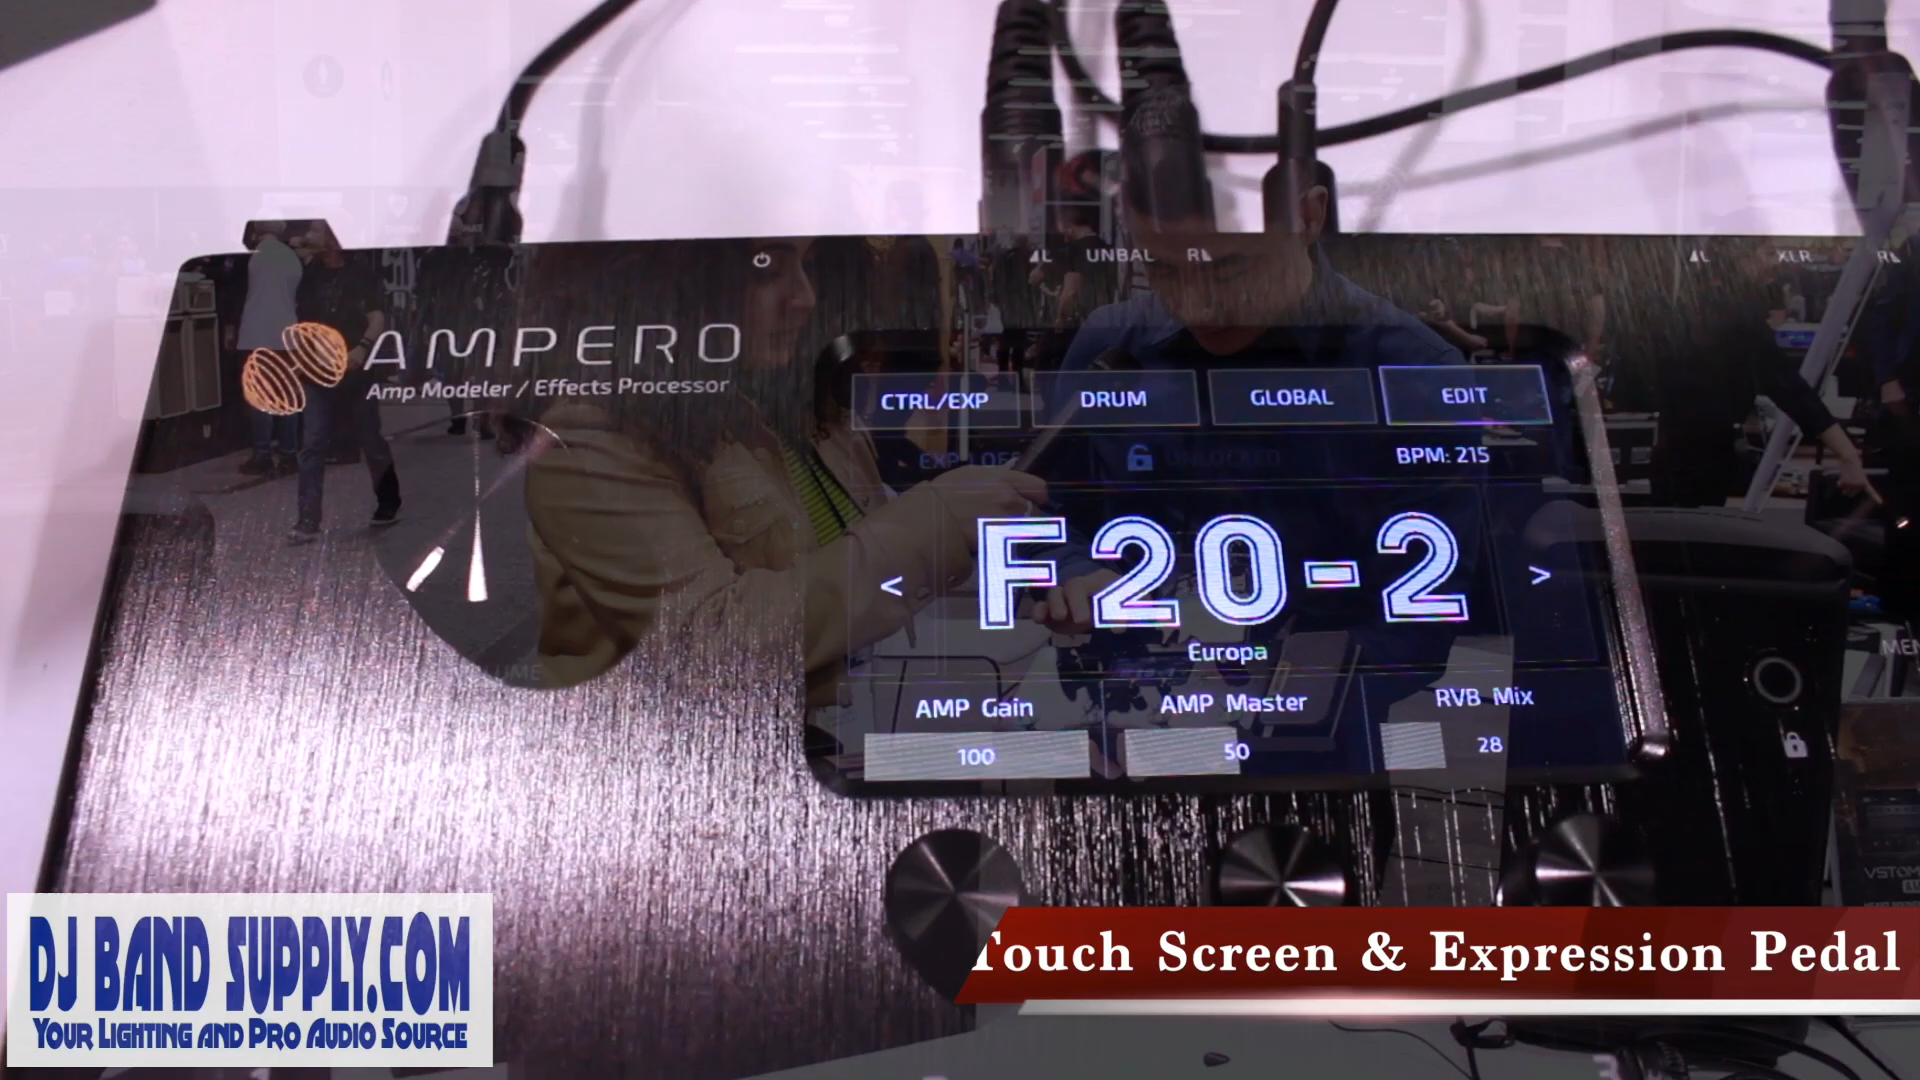 UNBAL
L
R
XLR
L
R
AMPERO
Amp Modeler / Effects Processor
CTRL/EXP
DRUM
GLOBAL
EDIT
UNLOCKED
BPM: 215
< F20-2 >
Europa
AMP Gain
AMP Master
RVB Mix
100
50
28
DJ BAND SUPPLY.COM
YOUR LIGHTING AND PRO AUDIO SOURCE
Touch Screen & Expression Pedal